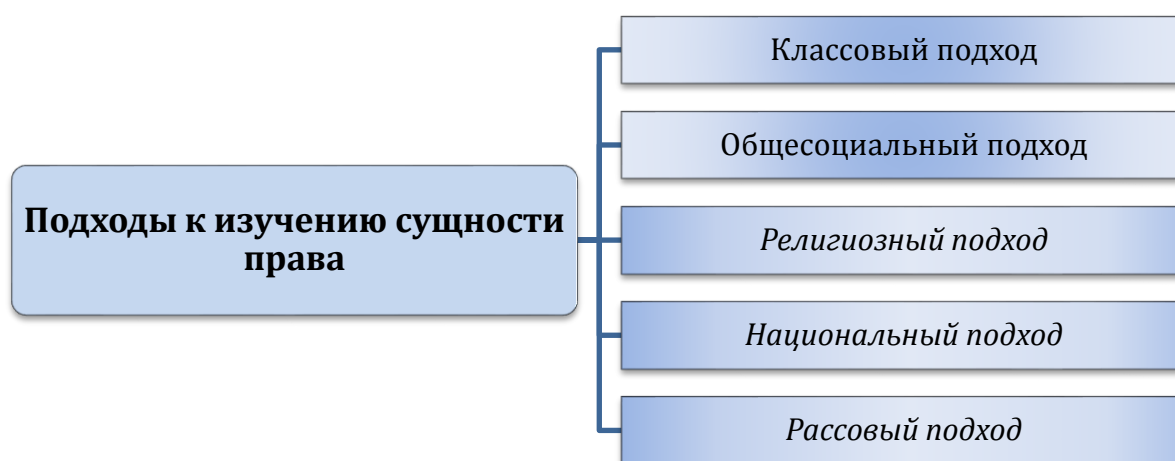 Подходы к изучению сущности
права
Классовый подход
Общесоциальный подход
Религиозный подход
Национальный подход
Рассовый подход